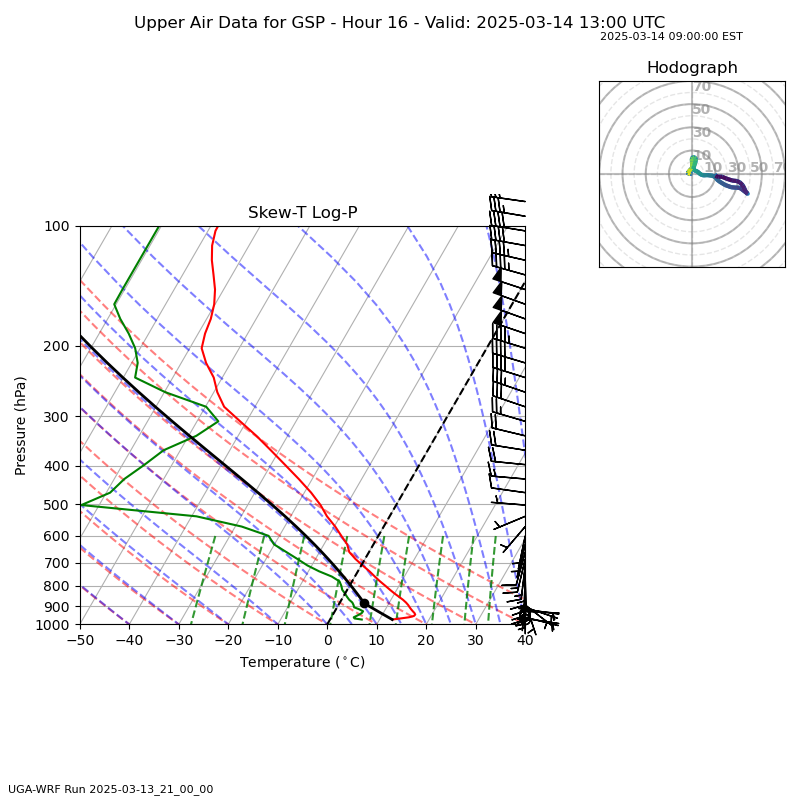 Upper Air Data for GSP - Hour 16 - Valid: 2025-03-14 13:00 UTC
2025-03-14 09:00:00 EST
Hodograph
70
50
30
10
10 30 50 7
Skew-T Log-P
100
200
300
400
500
600
700
800
900
1000
Pressure (hPa)
−50 −40 −30 −20 −10 0 10 20 30 40
Temperature (°C)
UGA-WRF Run 2025-03-13_21_00_00